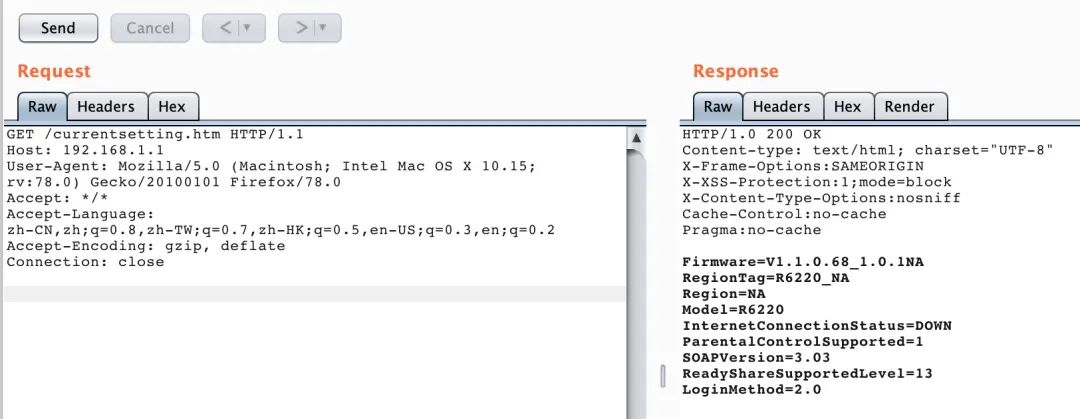 Send
Cancel
<
>
Request
Response
Raw
Headers
Hex
Raw
Headers
Hex
Render
GET /currentsetting.htm HTTP/1.1
Host: 192.168.1.1
User-Agent: Mozilla/5.0 (Macintosh; Intel Mac OS X 10.15;
rv:78.0) Gecko/20100101 Firefox/78.0
Accept: */*
Accept-Language:
zh-CN,zh;q=0.8,zh-TW;q=0.7,zh-HK;q=0.5,en-US;q=0.3,en;q=0.2
Accept-Encoding: gzip, deflate
Connection: close
HTTP/1.0 200 OK
Content-type: text/html; charset="UTF-8"
X-Frame-Options:SAMEORIGIN
X-XSS-Protection:1;mode=block
X-Content-Type-Options:nosniff
Cache-Control:no-cache
Pragma:no-cache
Firmware=V1.1.0.68_1.0.1NA
RegionTag=R6220_NA
Region=NA
Model=R6220
InternetConnectionStatus=DOWN
ParentalControlSupported=1
SOAPVersion=3.03
ReadyShareSupportedLevel=13
LoginMethod=2.0